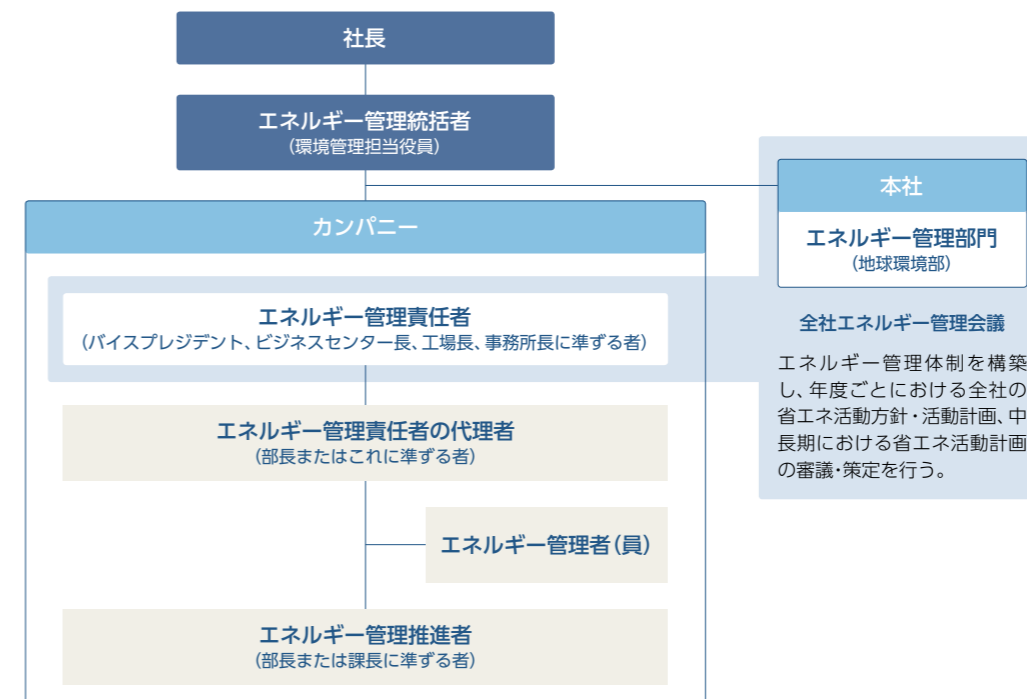 社長
エネルギー管理統括者
（環境管理担当役員）
カンパニー
エネルギー管理責任者
（バイスプレジデント、ビジネスセンター長、工場長、事務所長に準ずる者）
エネルギー管理責任者の代理者
（部長またはこれに準ずる者）
エネルギー管理者（員）
エネルギー管理推進者
（部長または課長に準ずる者）
本社
エネルギー管理部門
（地球環境部）
全社エネルギー管理会議
エネルギー管理体制を構築
し、年度ごとにおける全社の
省エネ活動方針・活動計画、中
長期における省エネ活動計画
の審議・策定を行う。